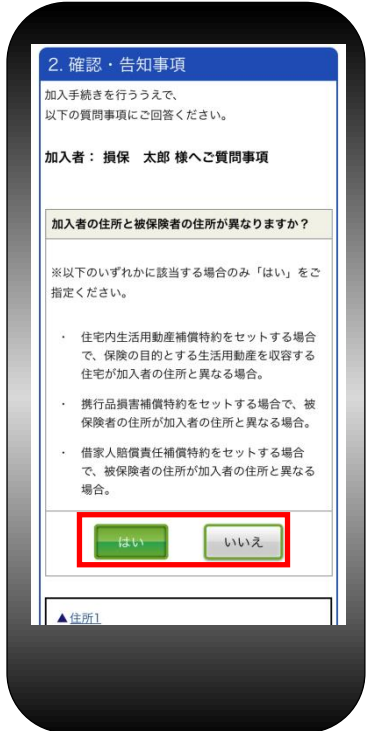 2. 確認・告知事項
加入手続きを行ううえで、
以下の質問事項にご回答ください。
加入者： 損保　太郎 様へご質問事項
加入者の住所と被保険者の住所が異なりますか？
※以下のいずれかに該当する場合のみ「はい」をご
指定ください。
・ 住宅内生活用動産補償特約をセットする場合
で、保険の目的とする生活用動産を収容する
住宅が加入者の住所と異なる場合。
・ 携行品損害補償特約をセットする場合で、被
保険者の住所が加入者の住所と異なる場合。
・ 借家人賠償責任補償特約をセットする場合
で、被保険者の住所が加入者の住所と異なる
場合。
はい いいえ
▲住所1